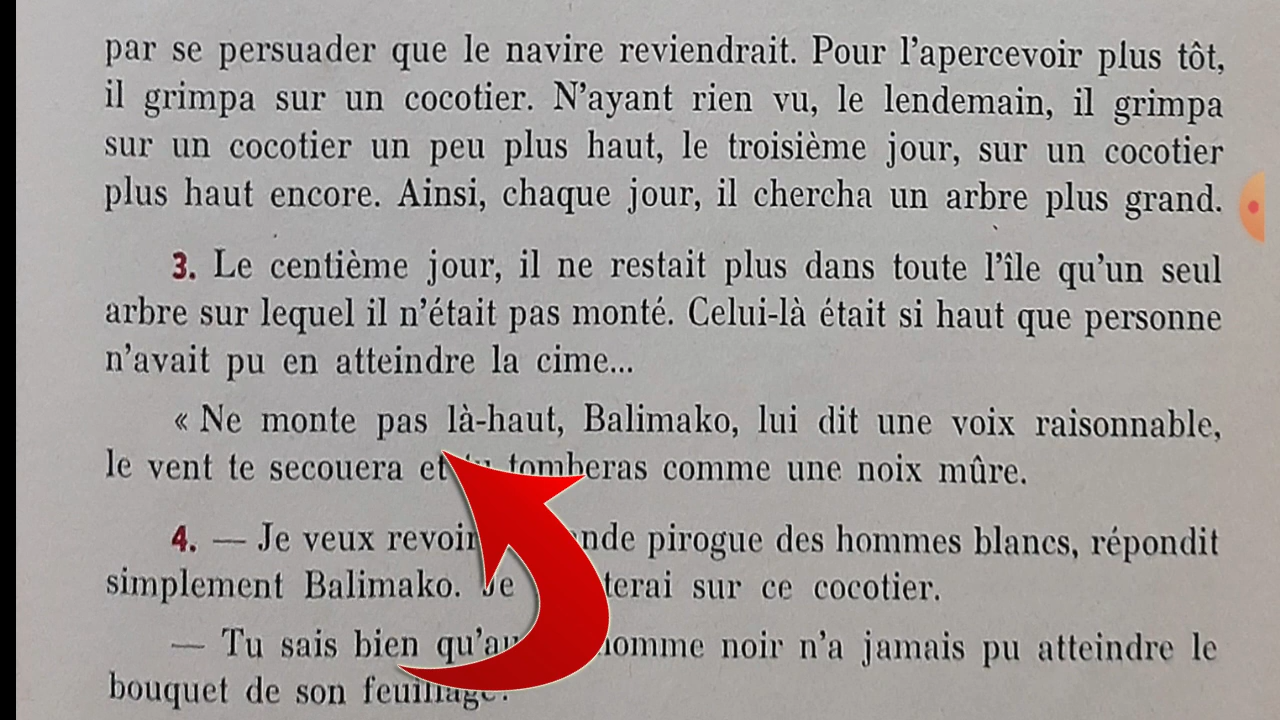 par se persuader que le navire reviendrait. Pour l'apercevoir plus tôt,
il grimpa sur un cocotier. N'ayant rien vu, le lendemain, il grimpa
sur un cocotier un peu plus haut, le troisième jour, sur un cocotier
plus haut encore. Ainsi, chaque jour, il chercha un arbre plus grand.
3. Le centième jour, il ne restait plus dans toute l'île qu'un seul
arbre sur lequel il n'était pas monté. Celui-là était si haut que personne
n'avait pu en atteindre la cime...
« Ne monte pas là-haut, Balimako, lui dit une voix raisonnable,
le vent te secouera et tu tomberas comme une noix mûre.
4. — Je veux revoir pirogue des hommes blancs, répondit
simplement Balimako. Je sur ce cocotier.
— Tu sais bien homme noir n'a jamais pu atteindre le
bouquet de son feuillage.